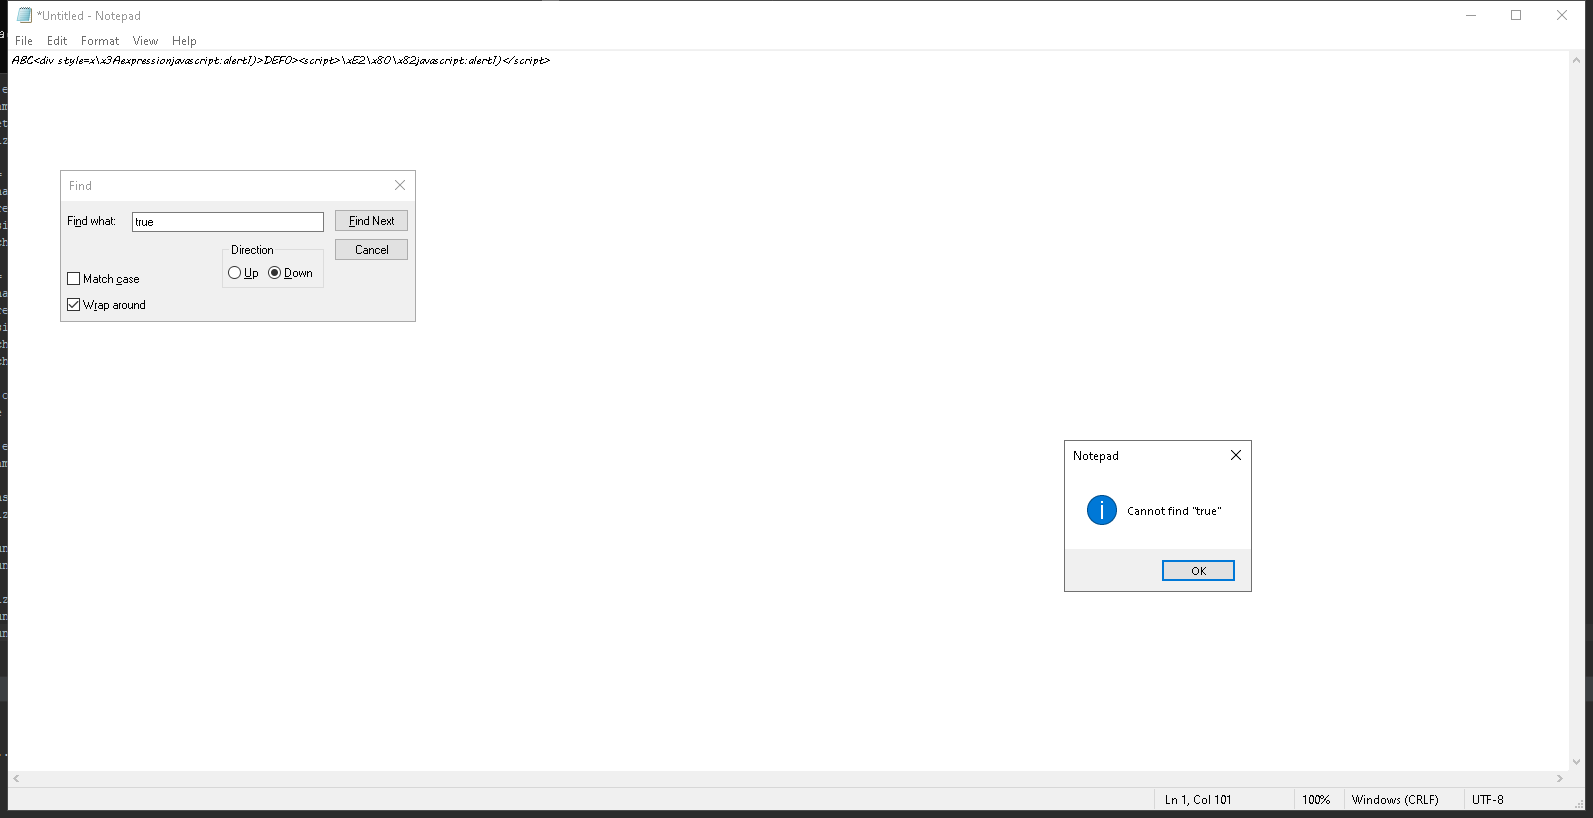 *Untitled - Notepad
File Edit Format View Help
ABC<div style=x\x3Aexpressionjavascript:alert1)>DEF0><script>\xE2\x80\x82javascript:alert1)</script>
Find
Find what: true Find Next
Direction Cancel
Up Down
Match case
Wrap around
Notepad
Cannot find "true"
OK
Ln 1, Col 101 100% Windows (CRLF) UTF-8